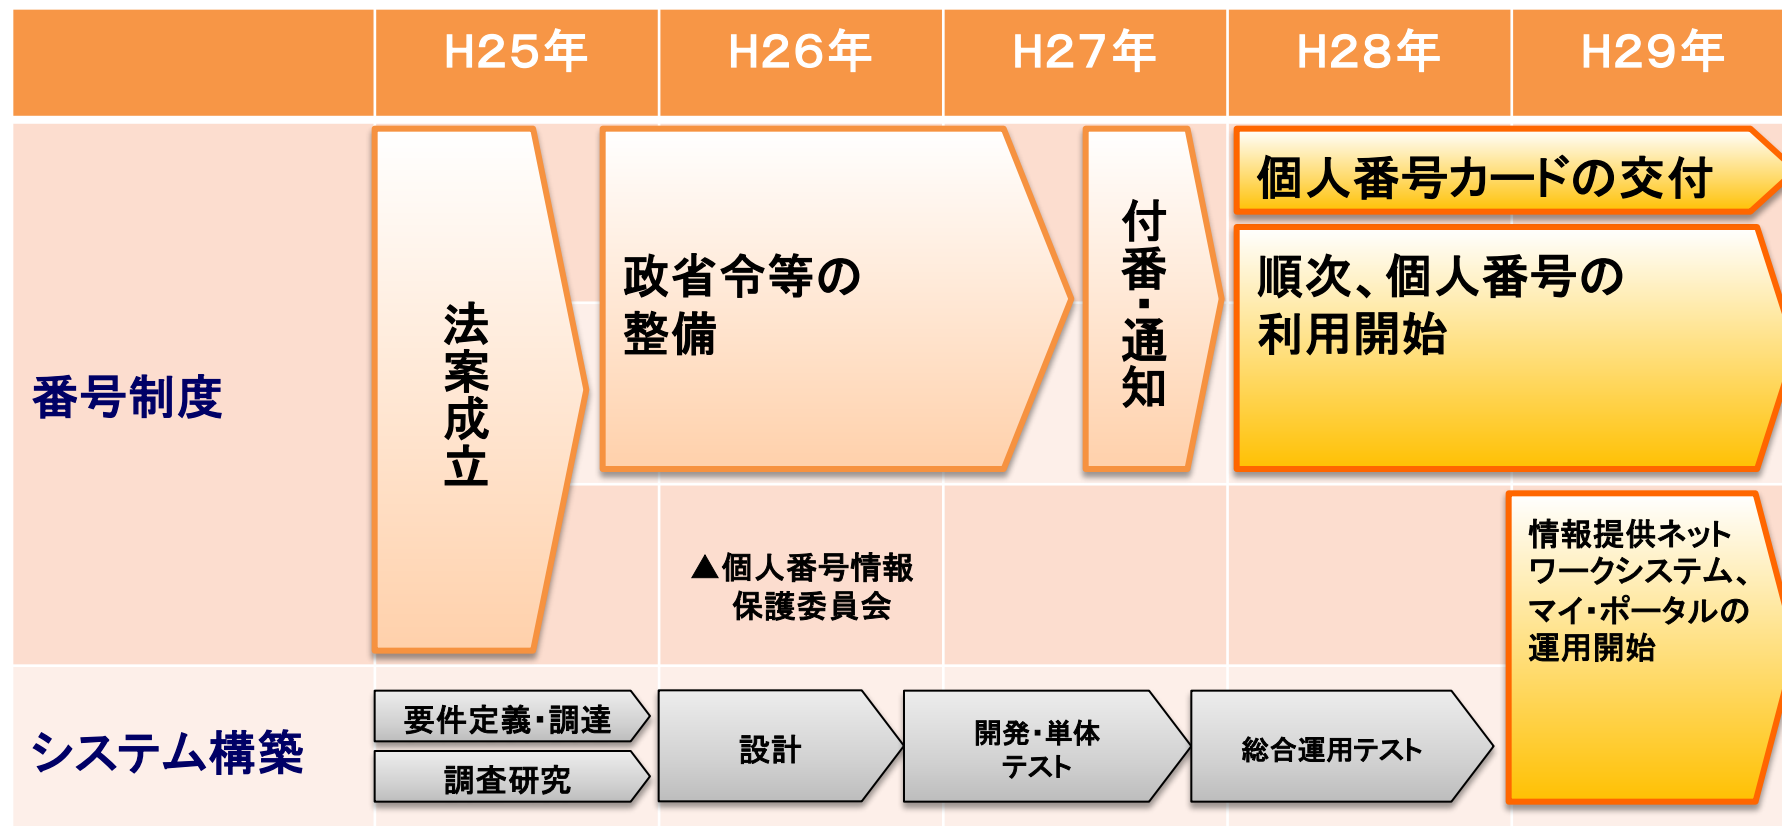 H25年
H26年
H27年
H28年
H29年
番号制度
法案成立
政省令等の
整備
付番・通知
個人番号カードの交付
順次、個人番号の
利用開始
▲個人番号情報
保護委員会
情報提供ネット
ワークシステム、
マイ・ポータルの
運用開始
システム構築
要件定義・調達
調査研究
設計
開発・単体
テスト
総合運用テスト